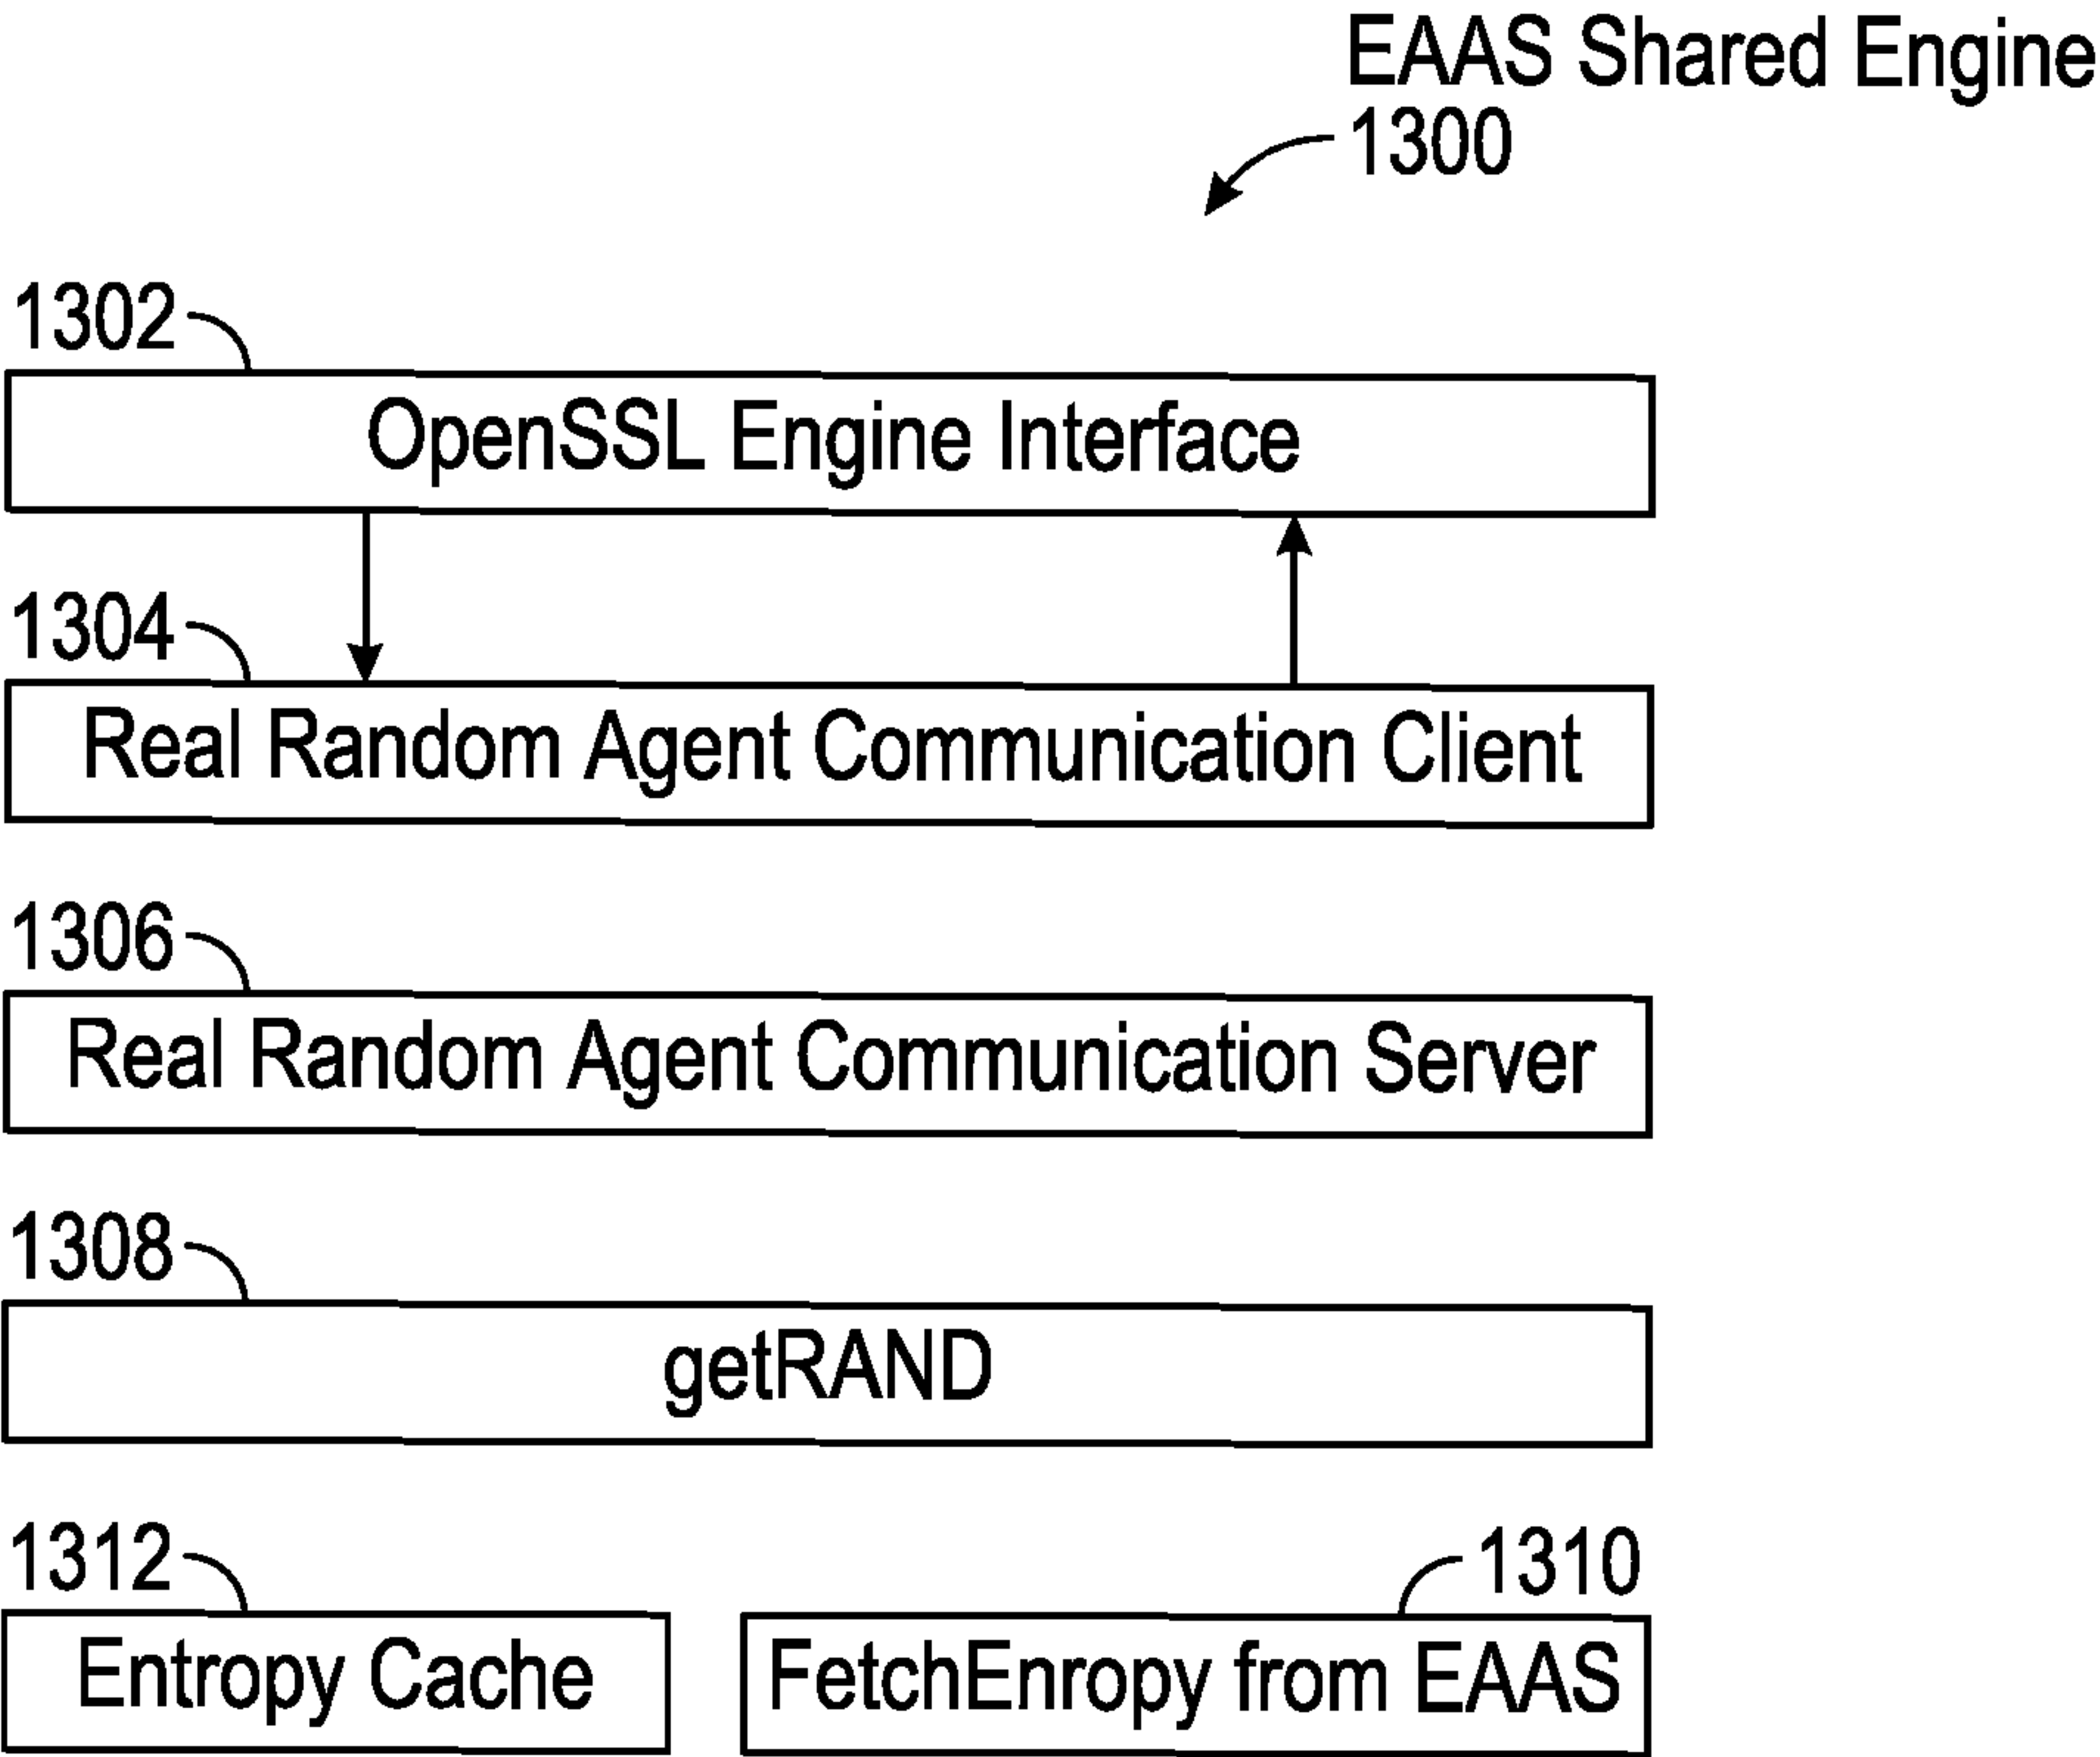 EAAS Shared Engine
1300
1302
OpenSSL Engine Interface
1304
Real Random Agent Communication Client
1306
Real Random Agent Communication Server
1308
getRAND
1312
1310
Entropy Cache
FetchEnropy from EAAS